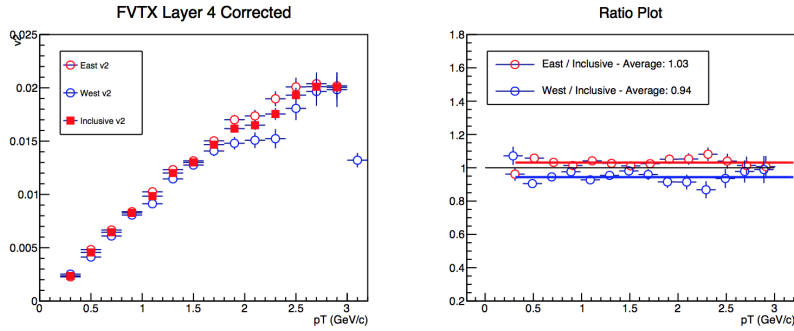 FVTX Layer 4 Corrected
v2
0.025
0.02
0.015
0.01
0.005
0
East v2
West v2
Inclusive v2
0 0.5 1 1.5 2 2.5 3
pT (GeV/c)
Ratio Plot
1.8
1.6
1.4
1.2
1
0.8
0.6
0.4
0.2
East / Inclusive - Average: 1.03
West / Inclusive - Average: 0.94
0 0.5 1 1.5 2 2.5 3
pT (GeV/c)